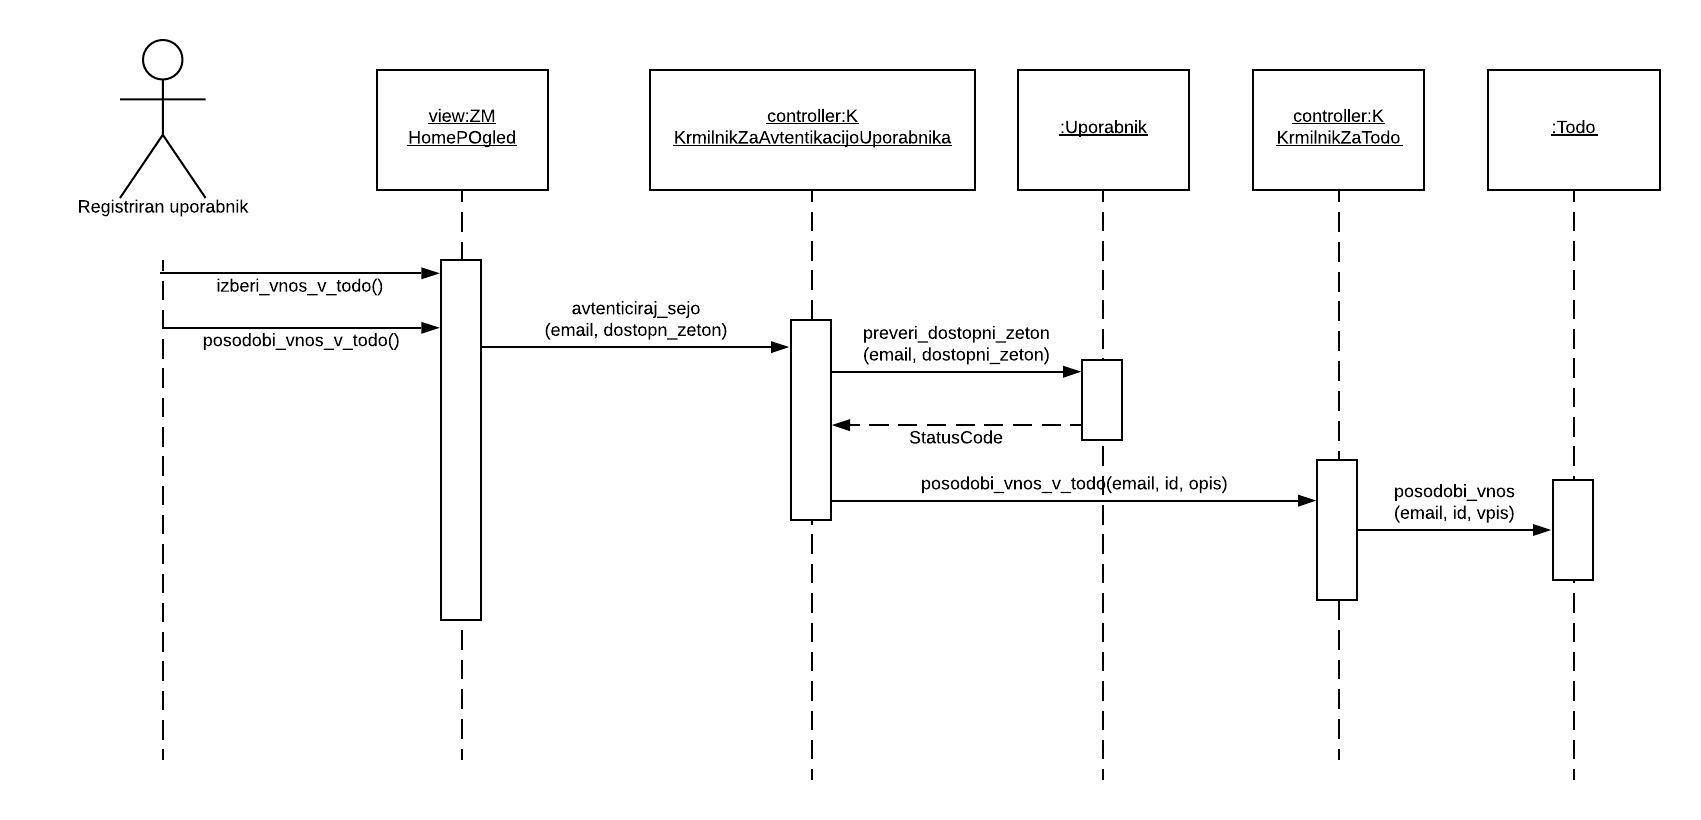 Registriran uporabnik
view:ZM
HomePOgled
controller:K
KrmilnikZaAvtentikacijoUporabnika
:Uporabnik
controller:K
KrmilnikZaTodo
:Todo
izberi_vnos_v_todo()
posodobi_vnos_v_todo()
avtenticiraj_sejo
(email, dostopn_zeton)
preveri_dostopni_zeton
(email, dostopni_zeton)
StatusCode
posodobi_vnos_v_todo(email, id, opis)
posodobi_vnos
(email, id, vpis)